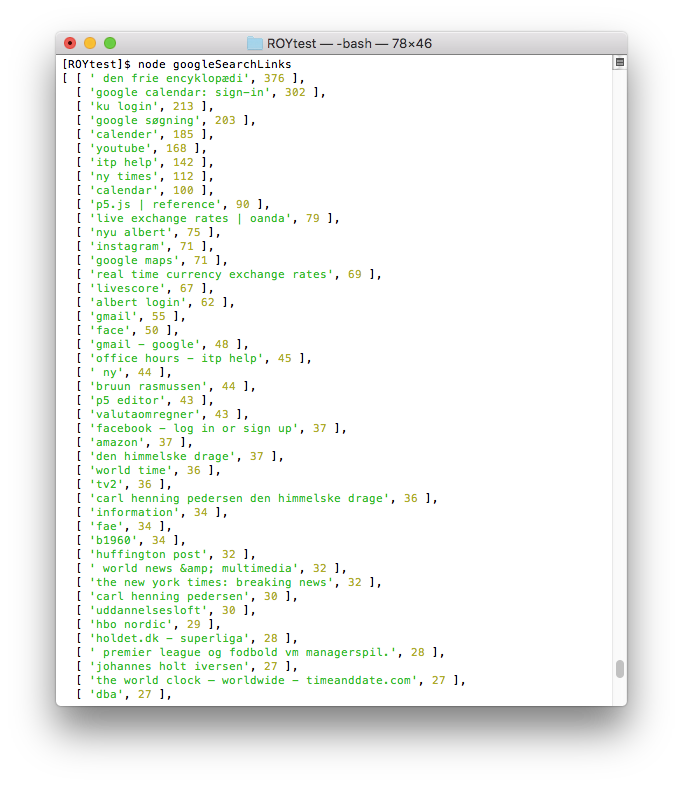 ROYtest — -bash — 78×46
[ROYtest]$ node googleSearchLinks
[ [ ' den frie encyklopædi', 376 ],
  [ 'google calendar: sign-in', 302 ],
  [ 'ku login', 213 ],
  [ 'google søgning', 203 ],
  [ 'calender', 185 ],
  [ 'youtube', 168 ],
  [ 'itp help', 142 ],
  [ 'ny times', 112 ],
  [ 'calendar', 100 ],
  [ 'p5.js | reference', 90 ],
  [ 'live exchange rates | oanda', 79 ],
  [ 'nyu albert', 75 ],
  [ 'instagram', 71 ],
  [ 'google maps', 71 ],
  [ 'real time currency exchange rates', 69 ],
  [ 'livescore', 67 ],
  [ 'albert login', 62 ],
  [ 'gmail', 55 ],
  [ 'face', 50 ],
  [ 'gmail - google', 48 ],
  [ 'office hours - itp help', 45 ],
  [ ' ny', 44 ],
  [ 'bruun rasmussen', 44 ],
  [ 'p5 editor', 43 ],
  [ 'valutaomregner', 43 ],
  [ 'facebook - log in or sign up', 37 ],
  [ 'amazon', 37 ],
  [ 'den himmelske drage', 37 ],
  [ 'world time', 36 ],
  [ 'tv2', 36 ],
  [ 'carl henning pedersen den himmelske drage', 36 ],
  [ 'information', 34 ],
  [ 'fae', 34 ],
  [ 'b1960', 34 ],
  [ 'huffington post', 32 ],
  [ ' world news &amp; multimedia', 32 ],
  [ 'the new york times: breaking news', 32 ],
  [ 'carl henning pedersen', 30 ],
  [ 'uddannelsesloft', 30 ],
  [ 'hbo nordic', 29 ],
  [ 'holdet.dk - superliga', 28 ],
  [ ' premier league og fodbold vm managerspil.', 28 ],
  [ 'johannes holt iversen', 27 ],
  [ 'the world clock — worldwide - timeanddate.com', 27 ],
  [ 'dba', 27 ],